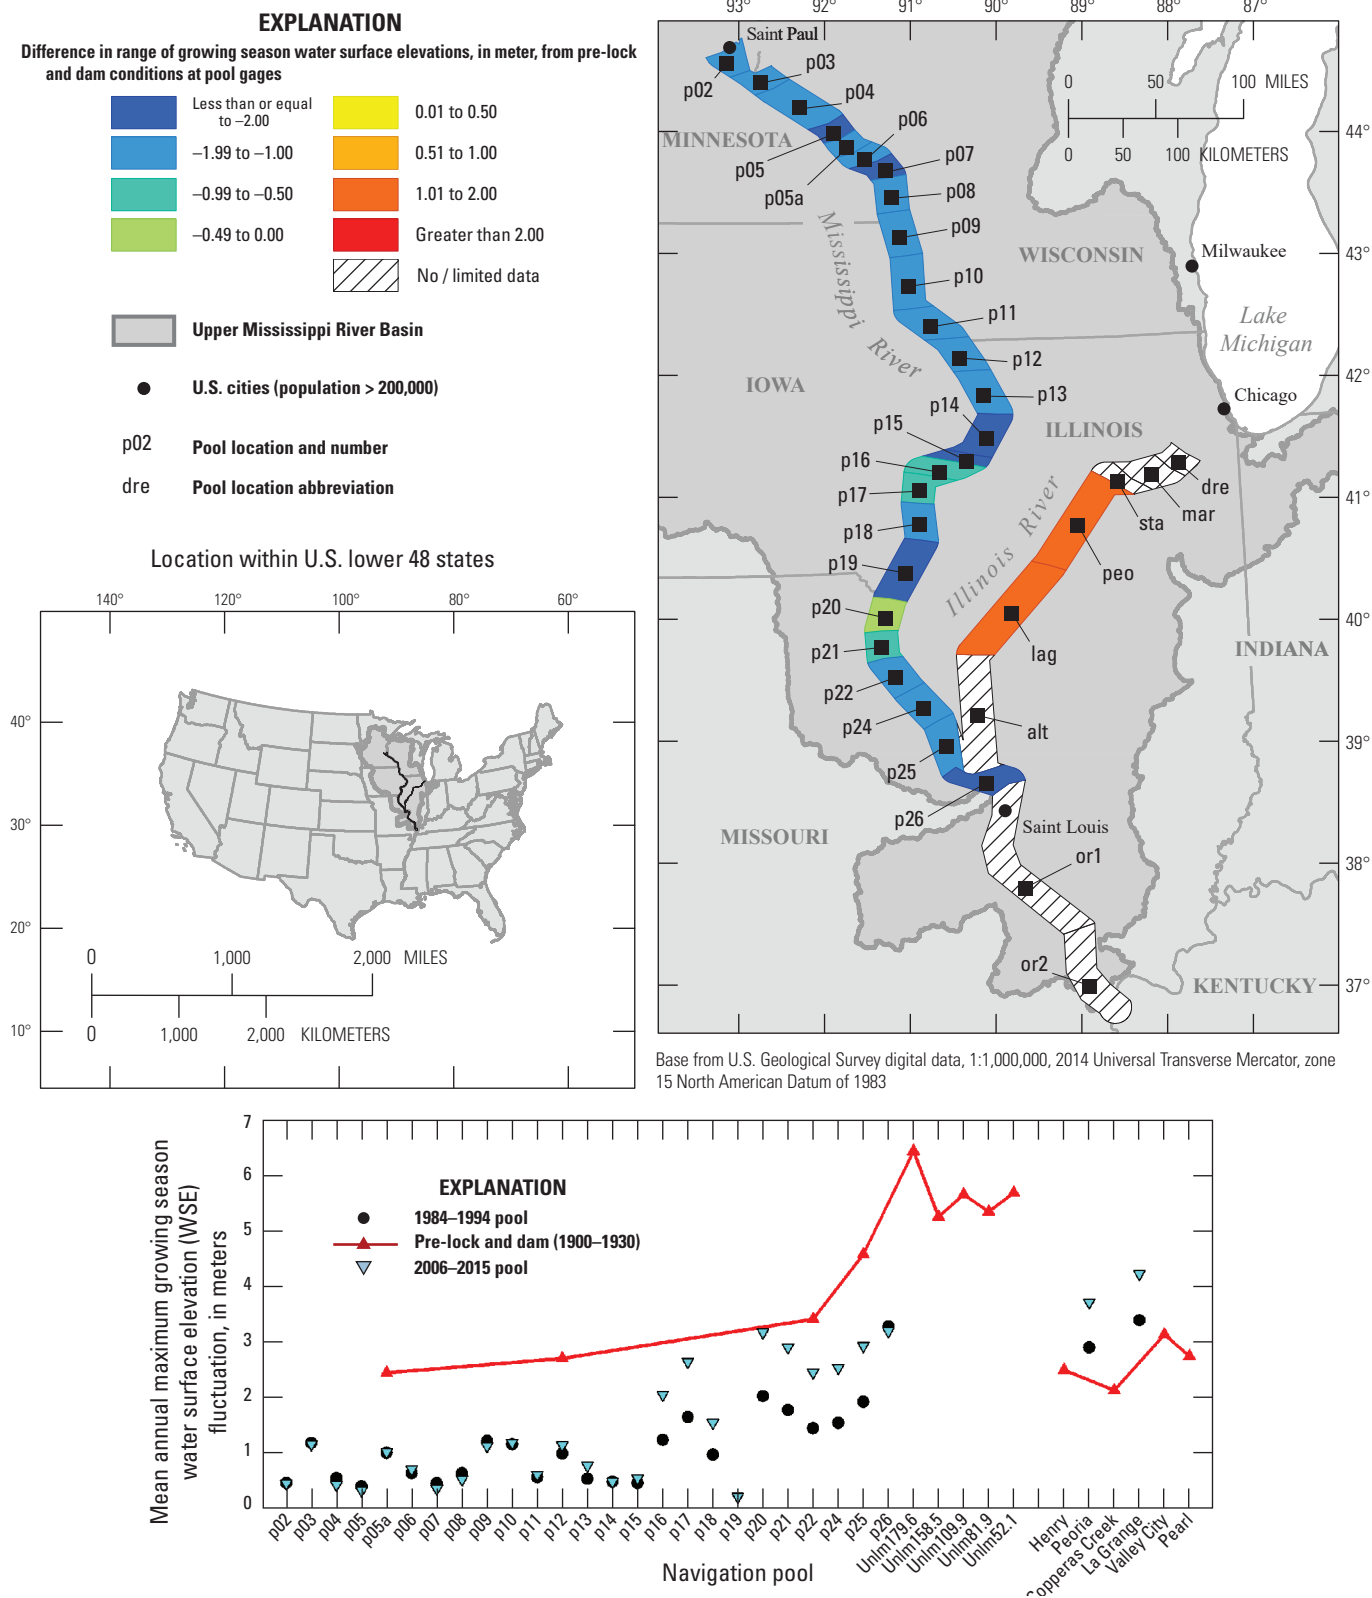 EXPLANATION
Difference in range of growing season water surface elevations, in meter, from pre-lock
and dam conditions at pool gages
Less than or equal
to –2.00
–1.99 to –1.00
–0.99 to –0.50
–0.49 to 0.00
0.01 to 0.50
0.51 to 1.00
1.01 to 2.00
Greater than 2.00
No / limited data
Upper Mississippi River Basin
U.S. cities (population > 200,000)
p02 Pool location and number
dre Pool location abbreviation
Location within U.S. lower 48 states
140° 120° 100° 80° 60°
40°
30°
20°
10°
0 1,000 2,000 MILES
0 1,000 2,000 KILOMETERS
93° 92° 91° 90° 89° 88° 87°
44°
43°
42°
41°
40°
39°
38°
37°
0 50 100 MILES
0 50 100 KILOMETERS
Saint Paul
p02
p03
p04
MINNESOTA
p05
p05a
p06
p07
p08
p09
Mississippi River
WISCONSIN
Milwaukee
p10
p11
Lake
Michigan
p12
IOWA
p13
Chicago
p14
ILLINOIS
p15
p16
p17
dre
mar
sta
p18
Illinois River
peo
p19
p20
p21
lag
INDIANA
p22
p24
alt
p25
p26
Saint Louis
MISSOURI
or1
or2
KENTUCKY
Base from U.S. Geological Survey digital data, 1:1,000,000, 2014 Universal Transverse Mercator, zone
15 North American Datum of 1983
Mean annual maximum growing season
water surface elevation (WSE)
fluctuation, in meters
7
6
5
4
3
2
1
0
EXPLANATION
1984–1994 pool
Pre-lock and dam (1900–1930)
2006–2015 pool
p02
p03
p04
p05
p05a
p06
p07
p08
p09
p10
p11
p12
p13
p14
p15
p16
p17
p18
p19
p20
p21
p22
p24
p25
p26
Unlm179.6
Unlm158.5
Unlm109.9
Unlm81.9
Unlm52.1
Henry
Peoria
Copperas Creek
La Grange
Valley City
Pearl
Navigation pool